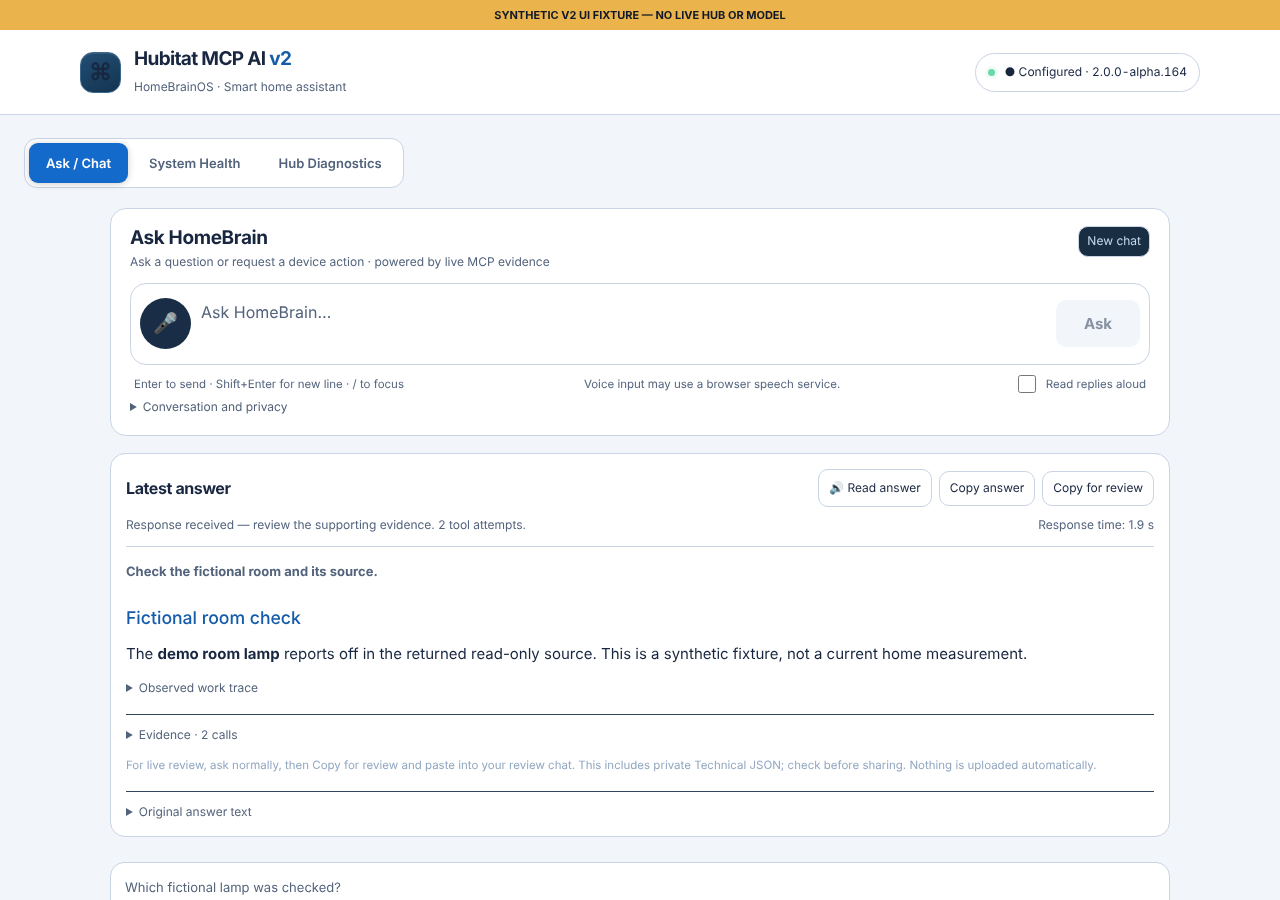 SYNTHETIC V2 UI FIXTURE — NO LIVE HUB OR MODEL
Hubitat MCP AI v2
HomeBrainOS · Smart home assistant
● Configured · 2.0.0-alpha.164
Ask / Chat
System Health
Hub Diagnostics
Ask HomeBrain
New chat
Ask a question or request a device action · powered by live MCP evidence
Ask HomeBrain...
Ask
Enter to send · Shift+Enter for new line · / to focus
Voice input may use a browser speech service.
Read replies aloud
Conversation and privacy
Latest answer
🔊 Read answer
Copy answer
Copy for review
Response received — review the supporting evidence. 2 tool attempts.
Response time: 1.9 s
Check the fictional room and its source.
Fictional room check
The demo room lamp reports off in the returned read-only source. This is a synthetic fixture, not a current home measurement.
Observed work trace
Evidence · 2 calls
For live review, ask normally, then Copy for review and paste into your review chat. This includes private Technical JSON; check before sharing. Nothing is uploaded automatically.
Original answer text
Which fictional lamp was checked?